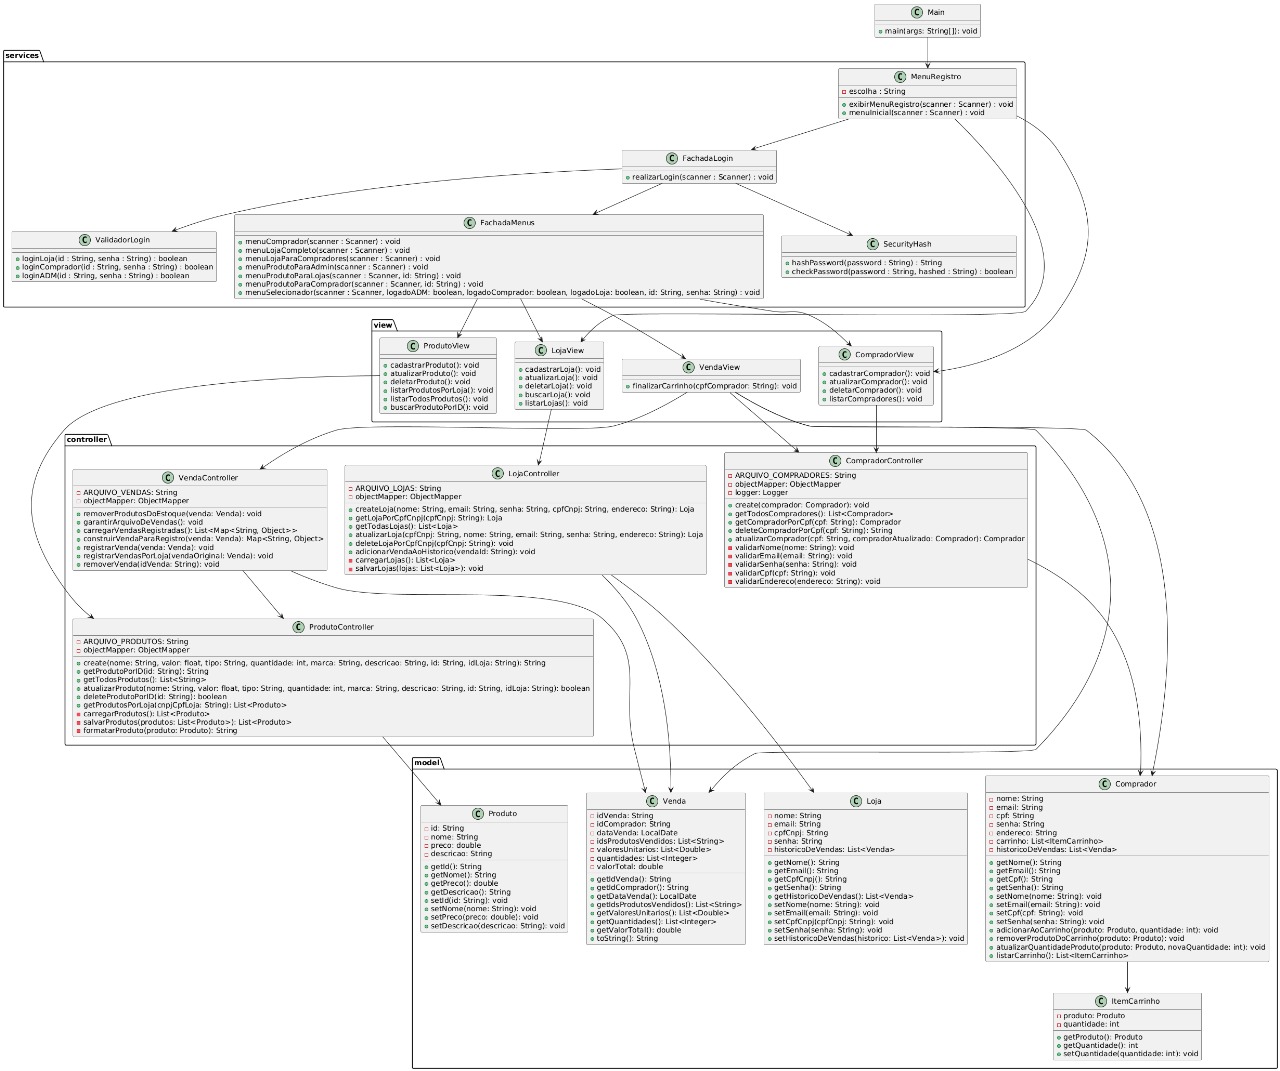 C Main
main(args: String[]): void
services
C MenuRegistro
escolha : String
exibirMenuRegistro(scanner : Scanner) : void
menuInicial(scanner : Scanner) : void
C FachadaLogin
realizarLogin(scanner : Scanner) : void
C ValidadorLogin
loginLoja(id : String, senha : String) : boolean
loginComprador(id : String, senha : String) : boolean
loginADM(id : String, senha : String) : boolean
C FachadaMenus
menuComprador(scanner : Scanner) : void
menuLojaCompleto(scanner : Scanner) : void
menuLojaParaCompradores(scanner : Scanner) : void
menuProdutoParaAdmin(scanner : Scanner) : void
menuProdutoParaLojas(scanner : Scanner, id: String) : void
menuProdutoParaComprador(scanner : Scanner, id: String) : void
menuSelecionador(scanner : Scanner, logadoADM: boolean, logadoComprador: boolean, logadoLoja: boolean, id: String, senha: String) : void
C SecurityHash
hashPassword(password : String) : String
checkPassword(password : String, hashed : String) : boolean
view
C ProdutoView
cadastrarProduto(): void
atualizarProduto(): void
deletarProduto(): void
listarProdutosPorLoja(): void
listarTodosProdutos(): void
buscarProdutoPorID(): void
C LojaView
cadastrarLoja(): void
atualizarLoja(): void
deletarLoja(): void
buscarLoja(): void
listarLojas(): void
C VendaView
finalizarCarrinho(cpfComprador: String): void
C CompradorView
cadastrarComprador(): void
atualizarComprador(): void
deletarComprador(): void
listarCompradores(): void
controller
C VendaController
ARQUIVO_VENDAS: String
objectMapper: ObjectMapper
removerProdutosDoEstoque(venda: Venda): void
garantirArquivoDeVendas(): void
carregarVendasRegistradas(): List<Map<String, Object>>
construirVendaParaRegistro(venda: Venda): Map<String, Object>
registrarVenda(venda: Venda): void
registrarVendasPorLoja(vendaOriginal: Venda): void
removerVenda(idVenda: String): void
C LojaController
ARQUIVO_LOJAS: String
objectMapper: ObjectMapper
createLoja(nome: String, email: String, senha: String, cpfCnpj: String, endereco: String): Loja
getLojaPorCpfCnpj(cpfCnpj: String): Loja
getTodasLojas(): List<Loja>
atualizarLoja(cpfCnpj: String, nome: String, email: String, senha: String, endereco: String): Loja
deleteLojaPorCpfCnpj(cpfCnpj: String): void
adicionarVendaAoHistorico(vendaId: String): void
carregarLojas(): List<Loja>
salvarLojas(lojas: List<Loja>): void
C CompradorController
ARQUIVO_COMPRADORES: String
objectMapper: ObjectMapper
logger: Logger
create(comprador: Comprador): void
getTodosCompradores(): List<Comprador>
getCompradorPorCpf(cpf: String): Comprador
deleteCompradorPorCpf(cpf: String): String
atualizarComprador(cpf: String, compradorAtualizado: Comprador): Comprador
validarNome(nome: String): void
validarEmail(email: String): void
validarSenha(senha: String): void
validarCpf(cpf: String): void
validarEndereco(endereco: String): void
C ProdutoController
ARQUIVO_PRODUTOS: String
objectMapper: ObjectMapper
create(nome: String, valor: float, tipo: String, quantidade: int, marca: String, descricao: String, id: String, idLoja: String): String
getProdutoPorID(id: String): String
getTodosProdutos(): List<String>
atualizarProduto(nome: String, valor: float, tipo: String, quantidade: int, marca: String, descricao: String, id: String, idLoja: String): boolean
deleteProdutoPorID(id: String): boolean
getProdutosPorLoja(cnpjCpfLoja: String): List<Produto>
carregarProdutos(): List<Produto>
salvarProdutos(produtos: List<Produto>): List<Produto>
formatarProduto(produto: Produto): String
model
C Produto
id: String
nome: String
preco: double
descricao: String
getId(): String
getNome(): String
getPreco(): double
getDescricao(): String
setId(id: String): void
setNome(nome: String): void
setPreco(preco: double): void
setDescricao(descricao: String): void
C Venda
idVenda: String
idComprador: String
dataVenda: LocalDate
idsProdutosVendidos: List<String>
valoresUnitarios: List<Double>
quantidades: List<Integer>
valorTotal: double
getIdVenda(): String
getIdComprador(): String
getDataVenda(): LocalDate
getIdsProdutosVendidos(): List<String>
getValoresUnitarios(): List<Double>
getQuantidades(): List<Integer>
getValorTotal(): double
toString(): String
C Loja
nome: String
email: String
cpfCnpj: String
senha: String
historicoDeVendas: List<Venda>
getNome(): String
getEmail(): String
getCpfCnpj(): String
getSenha(): String
getHistoricoDeVendas(): List<Venda>
setNome(nome: String): void
setEmail(email: String): void
setCpfCnpj(cpfCnpj: String): void
setSenha(senha: String): void
setHistoricoDeVendas(historico: List<Venda>): void
C Comprador
nome: String
email: String
cpf: String
senha: String
endereco: String
carrinho: List<ItemCarrinho>
historicoDeVendas: List<Venda>
getNome(): String
getEmail(): String
getCpf(): String
getSenha(): String
setNome(nome: String): void
setEmail(email: String): void
setCpf(cpf: String): void
setSenha(senha: String): void
adicionarAoCarrinho(produto: Produto, quantidade: int): void
removerProdutoDoCarrinho(produto: Produto): void
atualizarQuantidadeProduto(produto: Produto, novaQuantidade: int): void
listarCarrinho(): List<ItemCarrinho>
C ItemCarrinho
produto: Produto
quantidade: int
getProduto(): Produto
getQuantidade(): int
setQuantidade(quantidade: int): void